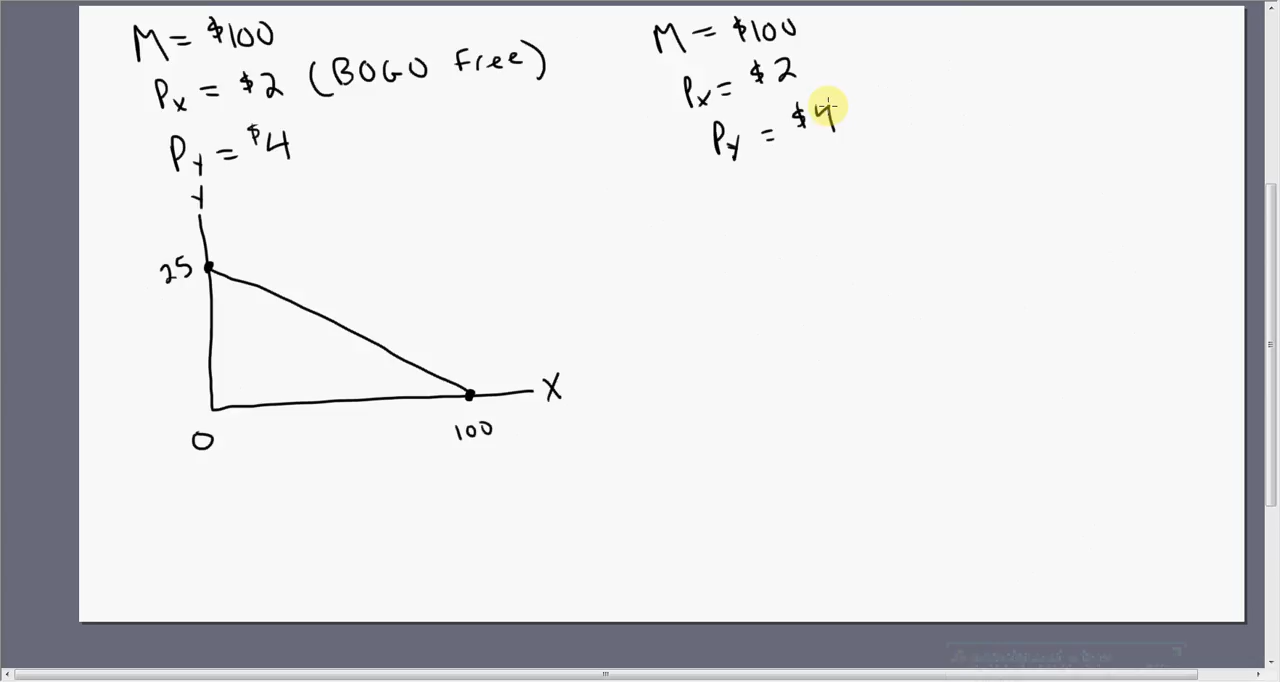 M = $100
Px = $2 (BOGO Free)
Py = $4
M = $100
Px = $2
Py = $4
Y
25
X
0
100